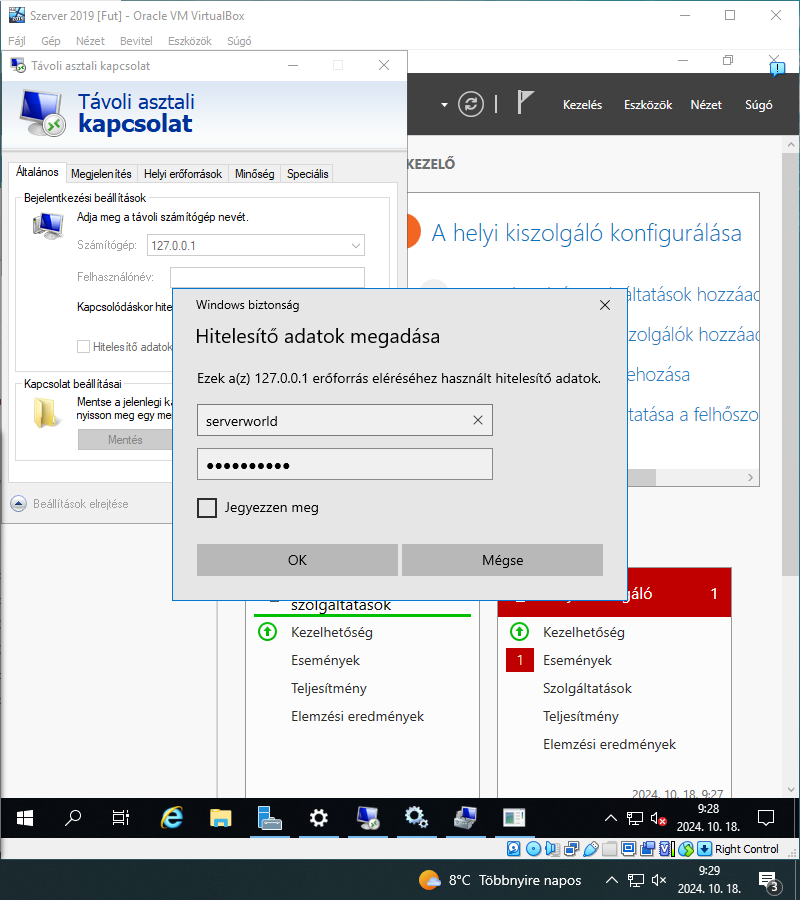 Szerver 2019 [Fut] - Oracle VM VirtualBox
Fájl Gép Nézet Bevitel Eszközök Súgó
Távoli asztali kapcsolat
Távoli asztali
kapcsolat
Kezelés Eszközök Nézet Súgó
KEZELŐ
Általános Megjelenítés Helyi erőforrások Minőség Speciális
Bejelentkezési beállítások
Adja meg a távoli számítógép nevét.
Számítógép: 127.0.0.1
Felhasználónév:
Kapcsolódáskor
Hitelesítő adatok
Kapcsolat beállításai
Mentse a jelenlegi
nyisson meg egy
Mentés
Beállítások elrejtése
A helyi kiszolgáló konfigurálása
Windows biztonság
Hitelesítő adatok megadása
Ezek a(z) 127.0.0.1 erőforrás eléréséhez használt hitelesítő adatok.
serverworld
●●●●●●●●●●
Jegyezzen meg
OK Mégse
szolgáltatások
1
Kezelhetőség
Események
Teljesítmény
Elemzési eredmények
Kezelhetőség
1 Események
Szolgáltatások
Teljesítmény
Elemzési eredmények
2024. 10. 18. 9:27
9:28
2024. 10. 18.
Right Control
8°C Többnyire napos
9:29
2024. 10. 18.
3